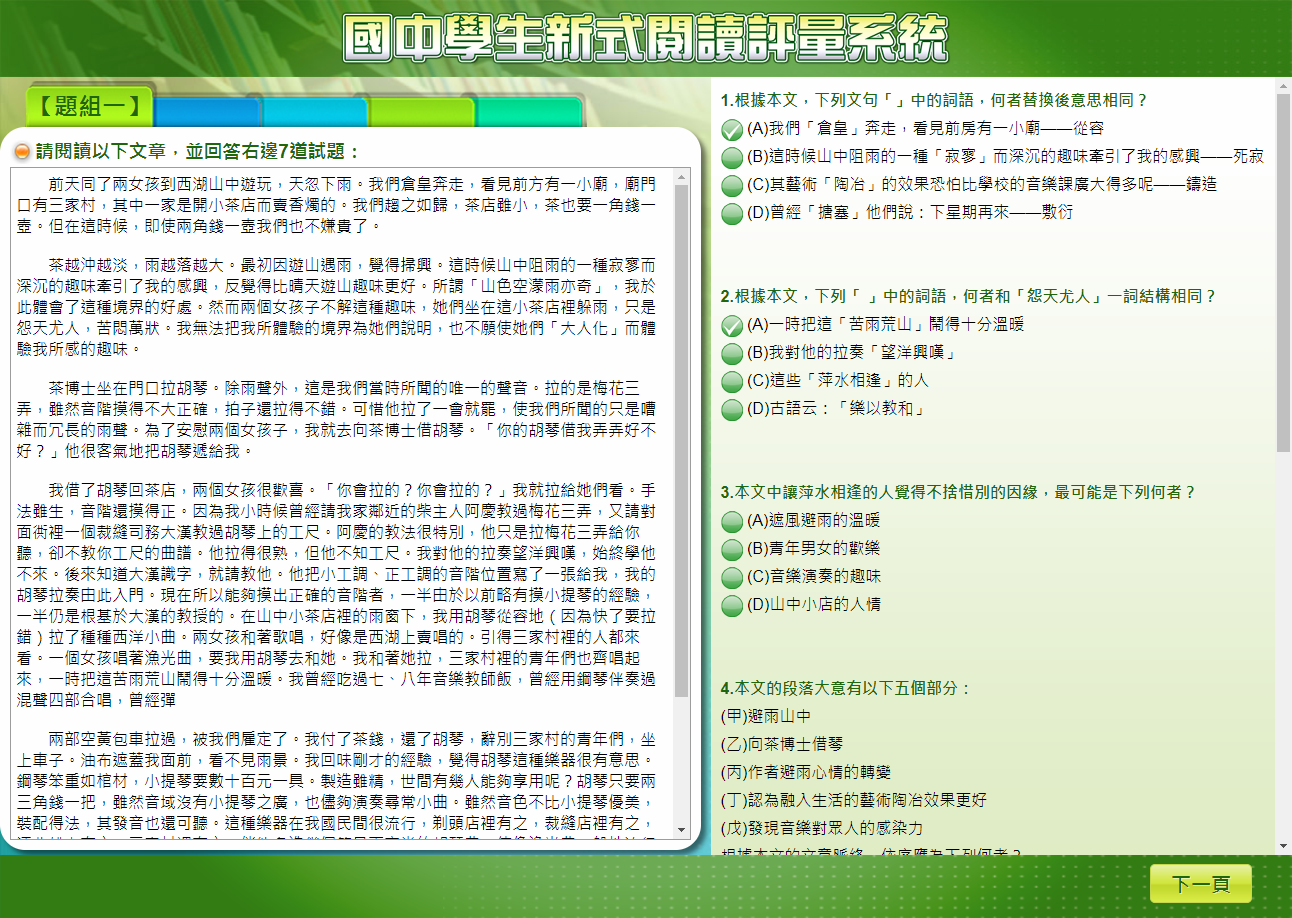 國中學生新式閱讀評量系統
【題組一】
請閱讀以下文章，並回答右邊7道試題：
前天同了兩女孩到西湖山中遊玩，天忽下雨。我們倉皇奔走，看見前方有一小廟，廟門
口有三家村，其中一家是開小茶店而賣香燭的。我們趨之如歸，茶店雖小，茶也要一角錢一
壺。但在這時候，即使兩角錢一壺我們也不嫌貴了。
茶越沖越淡，雨越落越大。最初因遊山遇雨，覺得掃興。這時候山中阻雨的一種寂寥而
深沉的趣味牽引了我的感興，反覺得比晴天遊山趣味更好。所謂「山色空濛雨亦奇」，我於
此體會了這種境界的好處。然而兩個女孩子不解這種趣味，她們坐在這小茶店裡躲雨，只是
怨天尤人，苦悶萬狀。我無法把我所體驗的境界為她們說明，也不願使她們「大人化」而體
驗我所感的趣味。
茶博士坐在門口拉胡琴。除雨聲外，這是我們當時所聞的唯一的聲音。拉的是梅花三
弄，雖然音階摸得不大正確，拍子還拉得不錯。可惜他拉了一會就罷，使我們所聞的只是嘈
雜而冗長的雨聲。為了安慰兩個女孩子，我就去向茶博士借胡琴。「你的胡琴借我弄弄好不
好？」他很客氣地把胡琴遞給我。
我借了胡琴回茶店，兩個女孩很歡喜。「你會拉的？你會拉的？」我就拉給她們看。手
法雖生，音階還摸得正。因為我小時候曾經請我家鄰近的柴主人阿慶教過梅花三弄，又請對
面衖裡一個裁縫司務大漢教過胡琴上的工尺。阿慶的教法很特別，他只是拉梅花三弄給你
聽，卻不教你工尺的曲譜。他拉得很熟，但他不知工尺。我對他的拉奏望洋興嘆，始終學他
不來。後來知道大漢識字，就請教他。他把小工調、正工調的音階位置寫了一張給我，我的
胡琴拉奏由此入門。現在所以能夠摸出正確的音階者，一半由於以前略有摸小提琴的經驗，
一半仍是根基於大漢的教授的。在山中小茶店裡的雨窗下，我用胡琴從容地（因為快了要拉
錯）拉了種種西洋小曲。兩女孩和著歌唱，好像是西湖上賣唱的。引得三家村裡的人都來
看。一個女孩唱著漁光曲，要我用胡琴去和她。我和著她拉，三家村裡的青年們也齊唱起
來，一時把這苦雨荒山鬧得十分溫暖。我曾經吃過七、八年音樂教師飯，曾經用鋼琴伴奏過
混聲四部合唱，曾經彈
兩部空黃包車拉過，被我們雇定了。我付了茶錢，還了胡琴，辭別三家村的青年們，坐
上車子。油布遮蓋我面前，看不見雨景。我回味剛才的經驗，覺得胡琴這種樂器很有意思。
鋼琴笨重如棺材，小提琴要數十百元一具。製造雖精，世間有幾人能夠享用呢？胡琴只要兩
三角錢一把，雖然音域沒有小提琴之廣，也儘夠演奏尋常小曲。雖然音色不比小提琴優美，
裝配得法，其發音也還可聽。這種樂器在我國民間很流行，剃頭店裡有之，裁縫店裡有之，
1.根據本文，下列文句「」中的詞語，何者替換後意思相同？
(A)我們「倉皇」奔走，看見前房有一小廟——從容
(B)這時候山中阻雨的一種「寂寥」而深沉的趣味牽引了我的感興——死寂
(C)其藝術「陶冶」的效果恐怕比學校的音樂課廣大得多呢——鑄造
(D)曾經「搪塞」他們說：下星期再來——敷衍
2.根據本文，下列「 」中的詞語，何者和「怨天尤人」一詞結構相同？
(A)一時把這「苦雨荒山」鬧得十分溫暖
(B)我對他的拉奏「望洋興嘆」
(C)這些「萍水相逢」的人
(D)古語云：「樂以教和」
3.本文中讓萍水相逢的人覺得不捨惜別的因緣，最可能是下列何者？
(A)遮風避雨的溫暖
(B)青年男女的歡樂
(C)音樂演奏的趣味
(D)山中小店的人情
4.本文的段落大意有以下五個部分：
(甲)避雨山中
(乙)向茶博士借琴
(丙)作者避雨心情的轉變
(丁)認為融入生活的藝術陶冶效果更好
(戊)發現音樂對眾人的感染力
根據本文的文章脈絡，依序應為下列何者？
下一頁